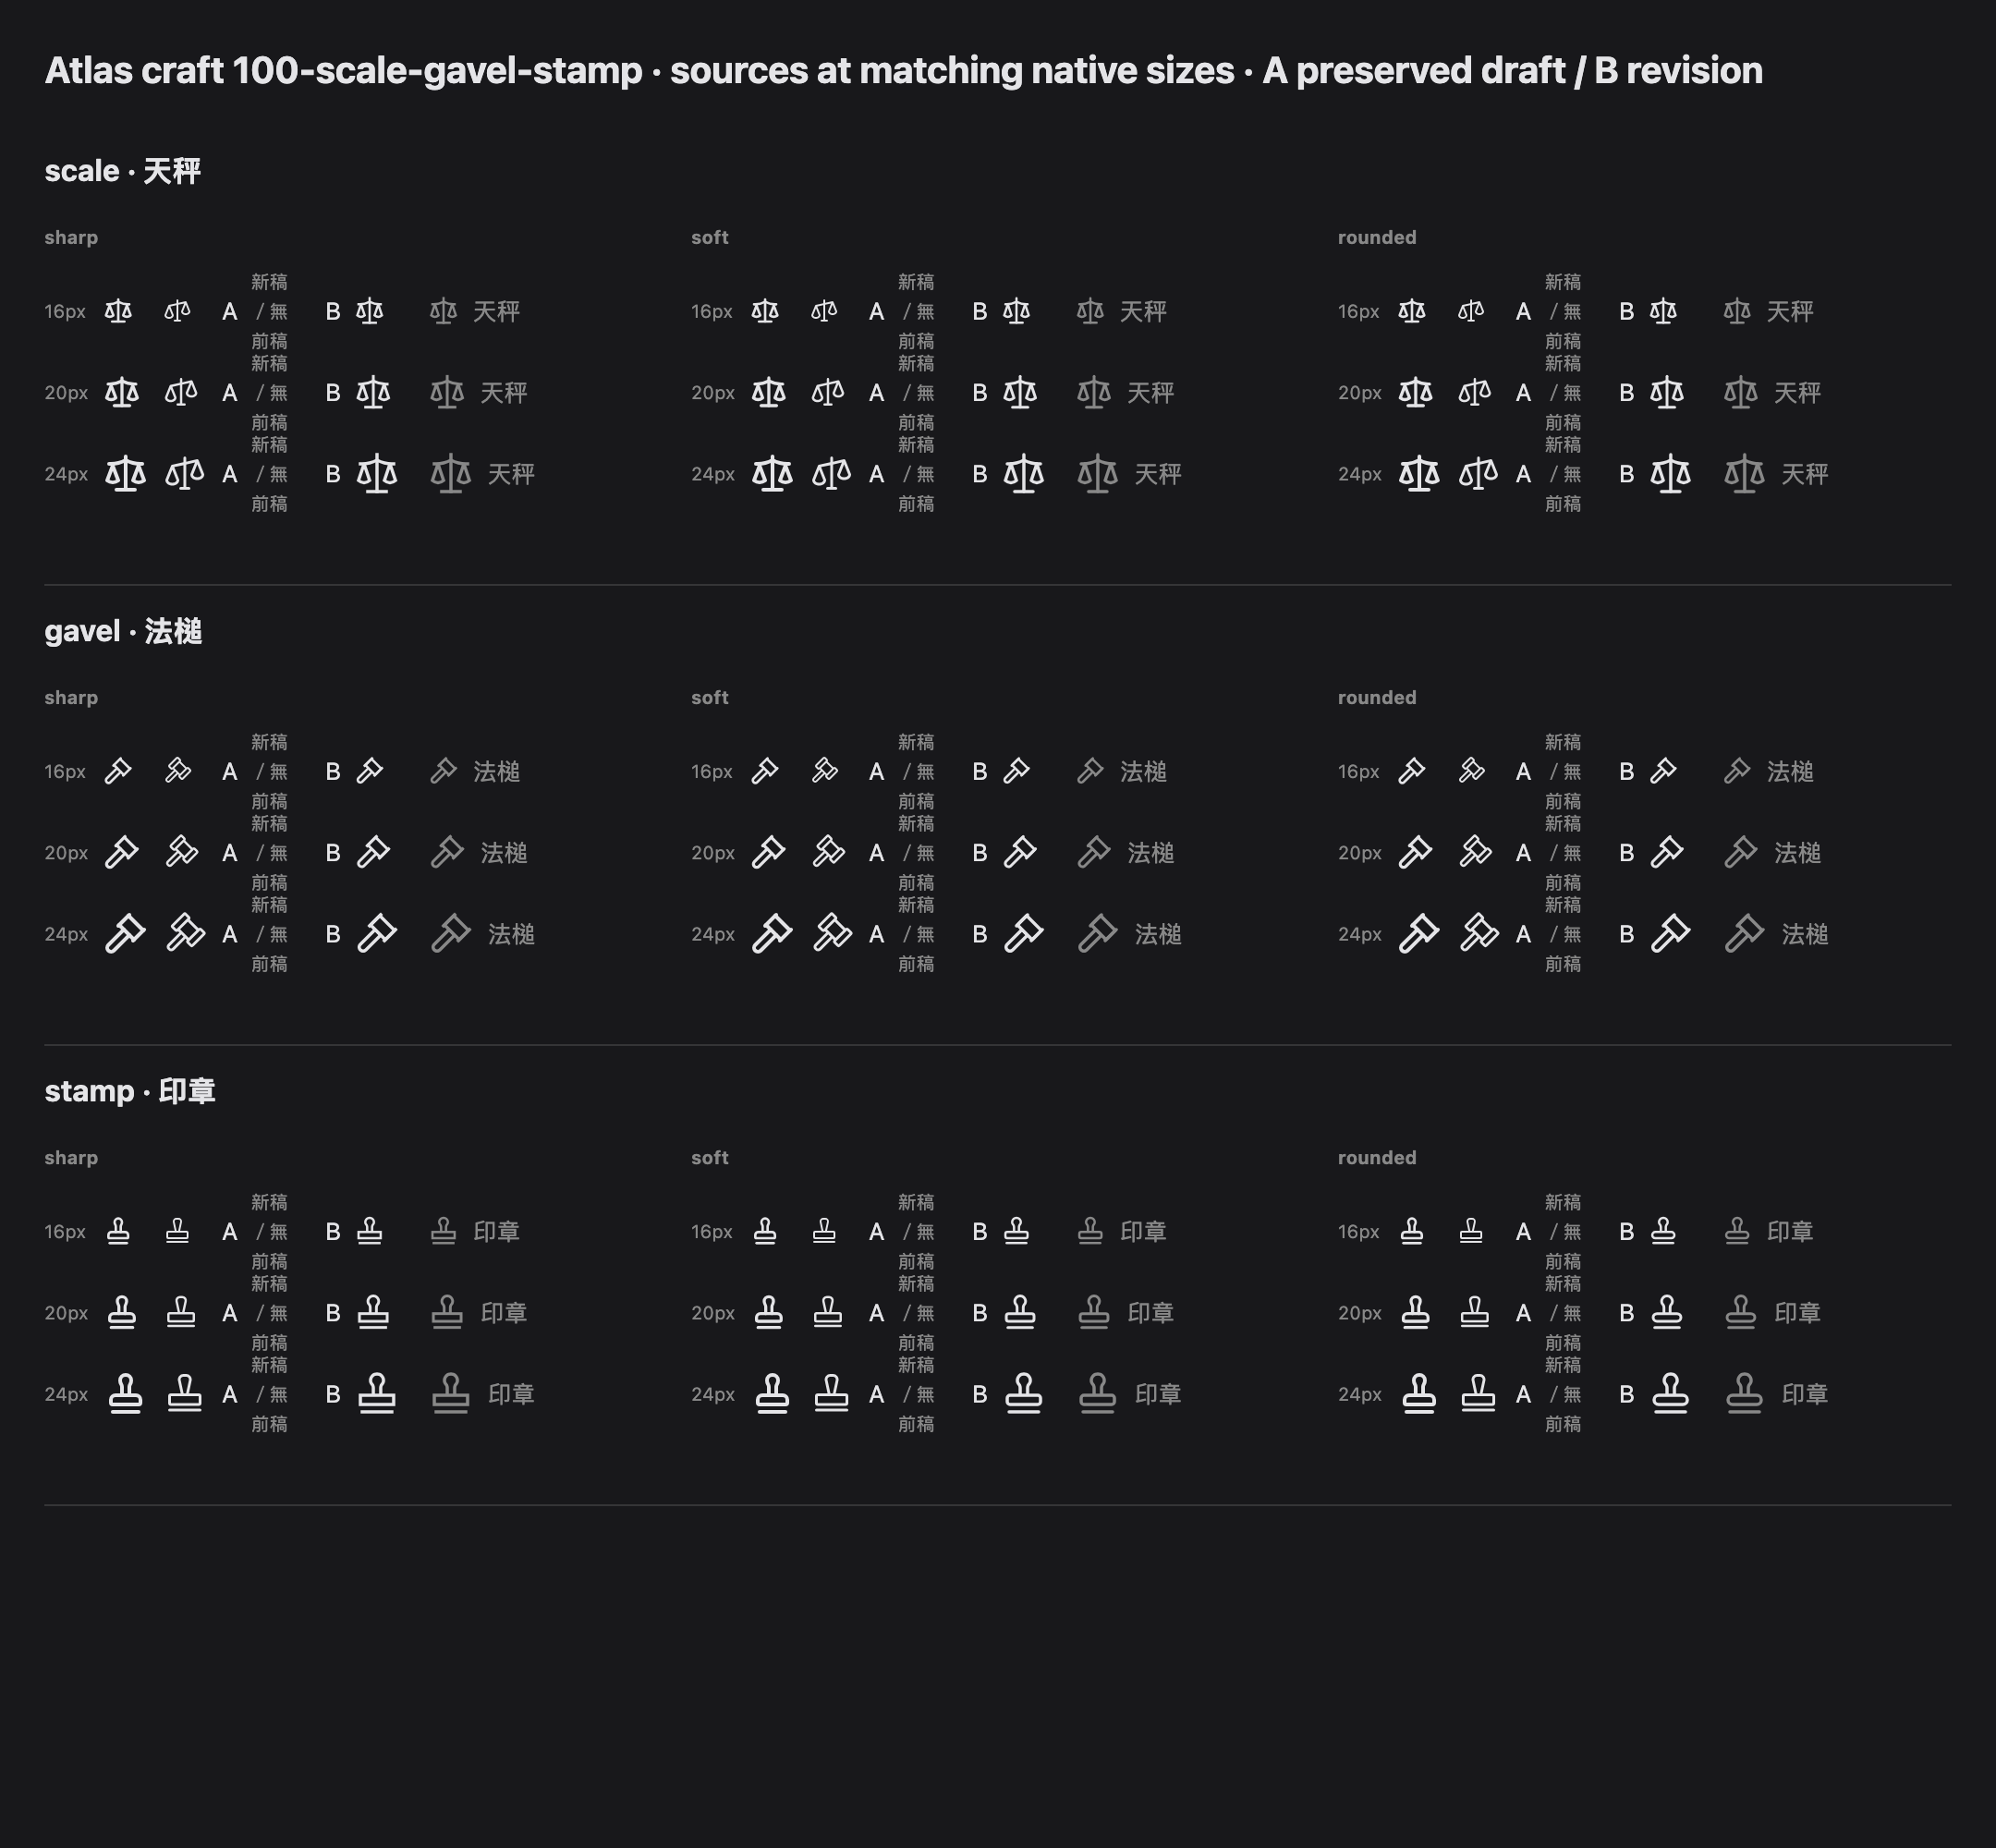 Atlas craft 100-scale-gavel-stamp · sources at matching native sizes · A preserved draft / B revision
scale · 天秤
sharp
16px A 新稿 / 無前稿 B 天秤
20px A 新稿 / 無前稿 B 天秤
24px A 新稿 / 無前稿 B 天秤
soft
16px A 新稿 / 無前稿 B 天秤
20px A 新稿 / 無前稿 B 天秤
24px A 新稿 / 無前稿 B 天秤
rounded
16px A 新稿 / 無前稿 B 天秤
20px A 新稿 / 無前稿 B 天秤
24px A 新稿 / 無前稿 B 天秤
gavel · 法槌
sharp
16px A 新稿 / 無前稿 B 法槌
20px A 新稿 / 無前稿 B 法槌
24px A 新稿 / 無前稿 B 法槌
soft
16px A 新稿 / 無前稿 B 法槌
20px A 新稿 / 無前稿 B 法槌
24px A 新稿 / 無前稿 B 法槌
rounded
16px A 新稿 / 無前稿 B 法槌
20px A 新稿 / 無前稿 B 法槌
24px A 新稿 / 無前稿 B 法槌
stamp · 印章
sharp
16px A 新稿 / 無前稿 B 印章
20px A 新稿 / 無前稿 B 印章
24px A 新稿 / 無前稿 B 印章
soft
16px A 新稿 / 無前稿 B 印章
20px A 新稿 / 無前稿 B 印章
24px A 新稿 / 無前稿 B 印章
rounded
16px A 新稿 / 無前稿 B 印章
20px A 新稿 / 無前稿 B 印章
24px A 新稿 / 無前稿 B 印章